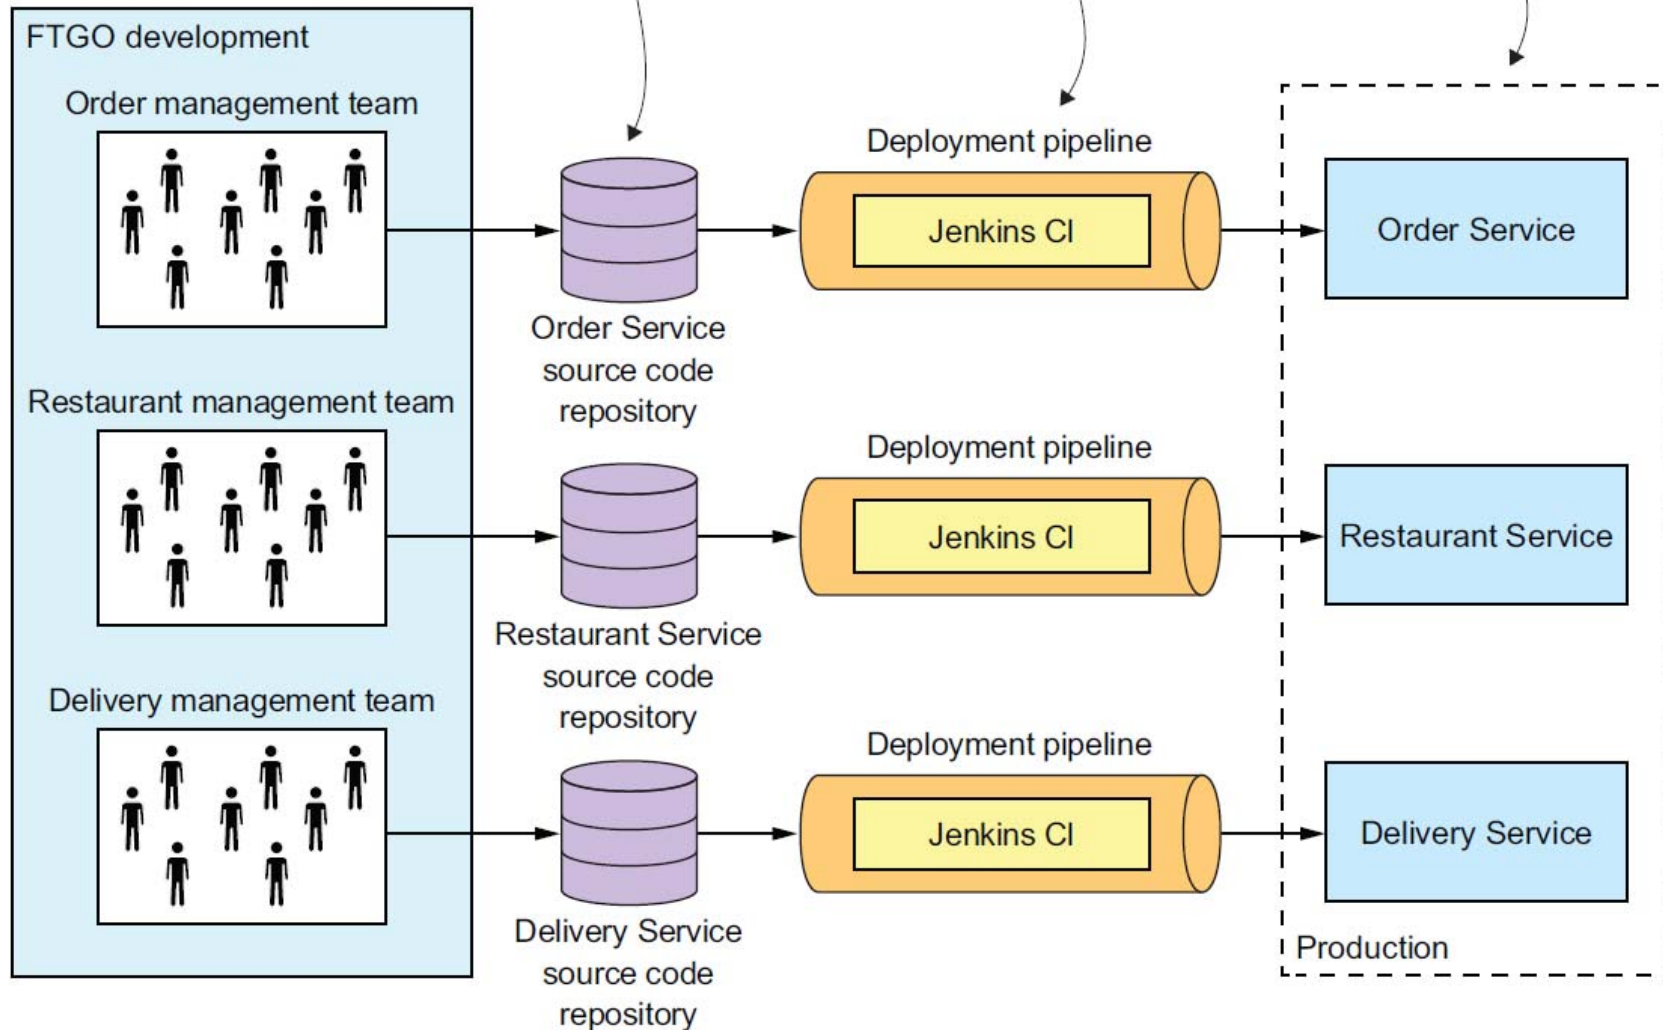 FTGO development
Order management team
Deployment pipeline
Jenkins CI
Order Service
Order Service
source code
repository
Restaurant management team
Deployment pipeline
Jenkins CI
Restaurant Service
Restaurant Service
source code
repository
Delivery management team
Deployment pipeline
Jenkins CI
Delivery Service
Delivery Service
source code
repository
Production